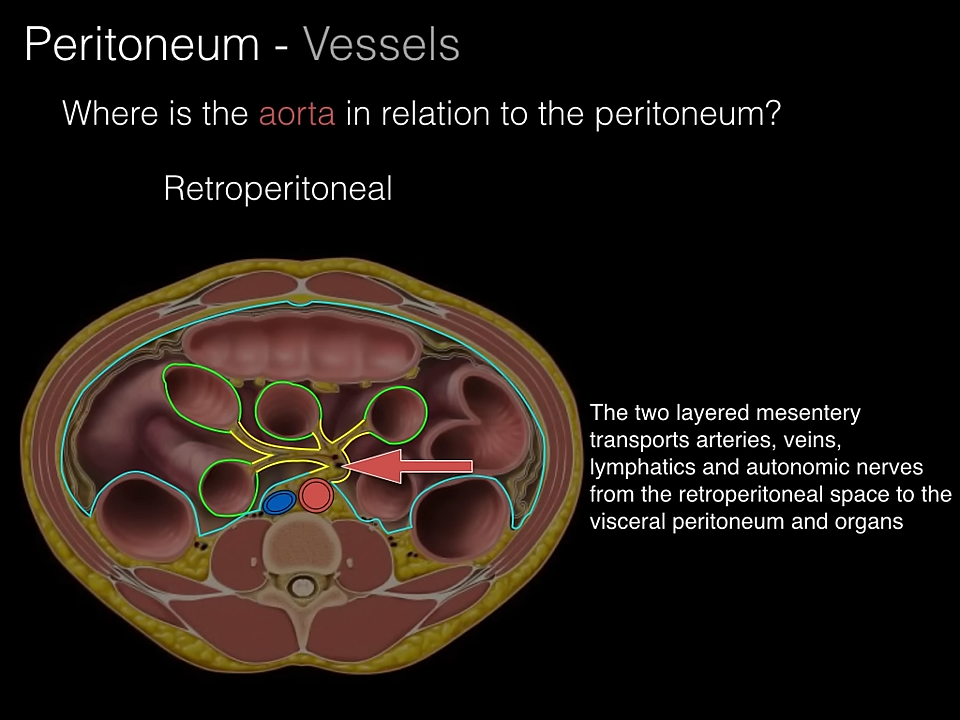 Peritoneum - Vessels
Where is the aorta in relation to the peritoneum?
Retroperitoneal
The two layered mesentery
transports arteries, veins,
lymphatics and autonomic nerves
from the retroperitoneal space to the
visceral peritoneum and organs